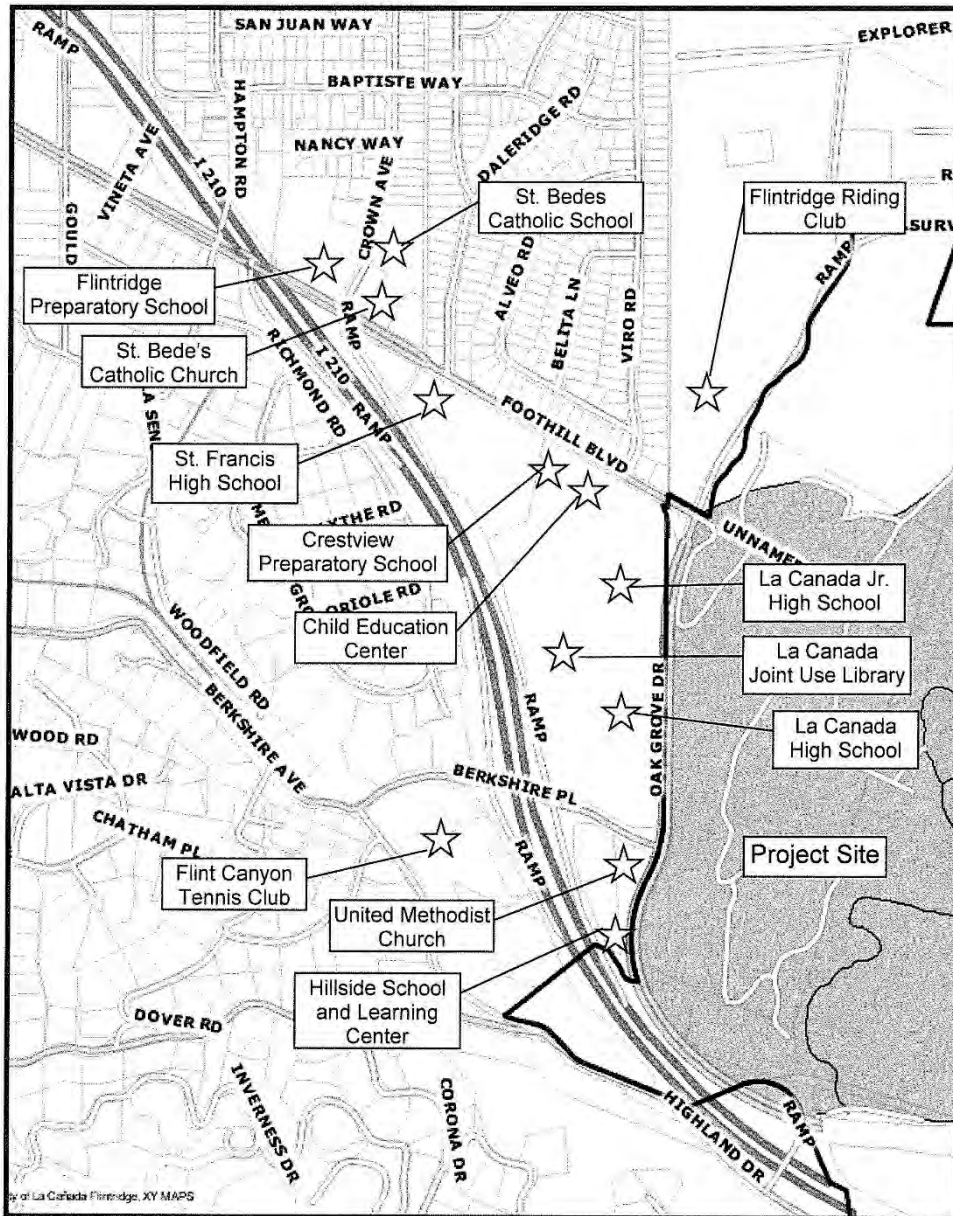 SAN JUAN WAY
EXPLORER
RAMP
BAPTISTE WAY
HAMPTON RD
DALERIDGE RD
NANCY WAY
VINETA AVE
I 210
CROWN AVE
St. Bedes
Catholic School
Flintridge Riding
Club
GOULD
SURV
RAMP
Flintridge
Preparatory School
ALVEO RD
BELITA LN
VIRO RD
RAMP
St. Bede's
Catholic Church
RICHMOND RD
I 210
RAMP
FOOTHILL BLVD
St. Francis
High School
Crestview
Preparatory School
UNNAME
La Canada Jr.
High School
ORIOLE RD
Child Education
Center
La Canada
Joint Use Library
WOODFIELD RD
BERKSHIRE AVE
RAMP
La Canada
High School
OAK GROVE DR
WOOD RD
BERKSHIRE PL
ALTA VISTA DR
CHATHAM PL
RAMP
Project Site
Flint Canyon
Tennis Club
United Methodist
Church
Hillside School
and Learning
Center
DOVER RD
INVERNESS DR
CORONA DR
HIGHLAND DR
RAMP
y of La Cañada Flintridge, XY MAPS